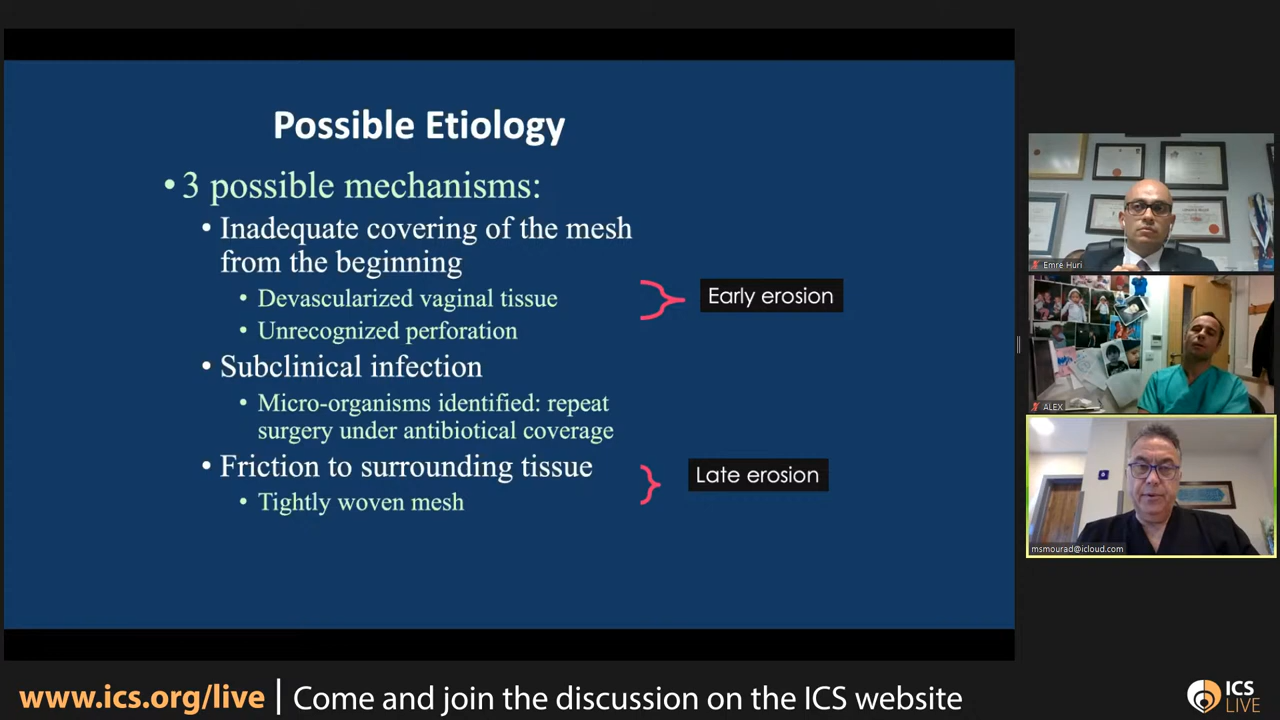 Possible Etiology
• 3 possible mechanisms:
• Inadequate covering of the mesh
from the beginning
• Devascularized vaginal tissue
• Unrecognized perforation
Early erosion
• Subclinical infection
• Micro-organisms identified: repeat
surgery under antibiotical coverage
• Friction to surrounding tissue
• Tightly woven mesh
Late erosion
Emre Huri
ALEX
msmourad@icloud.com
www.ics.org/live | Come and join the discussion on the ICS website
ICS
LIVE